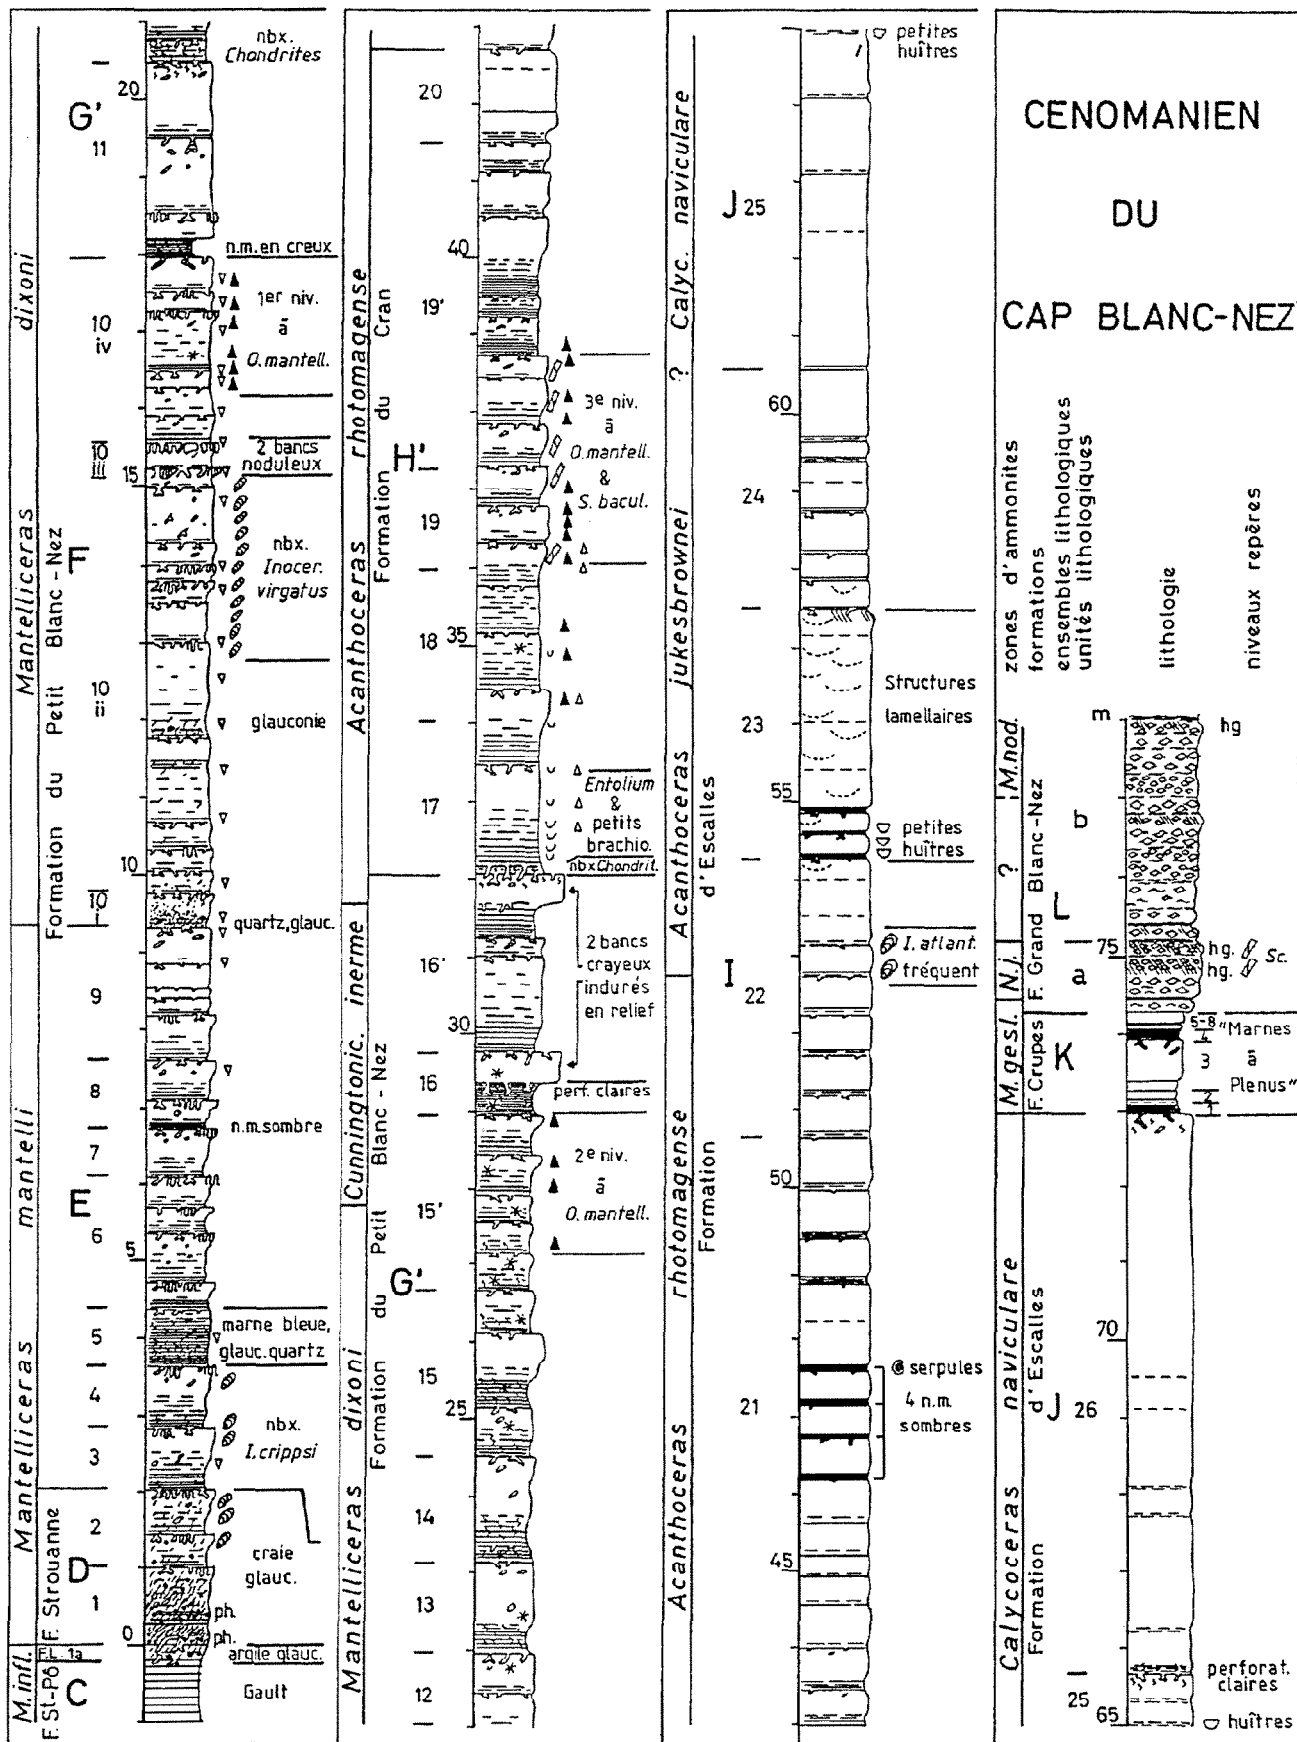 Mantelliceras dixoni
Mantelliceras mantelli
M. infl.
Formation du Petit Blanc-Nez
F. Strouanne
F.L.
F. St-Pô
G'
F
E
D
C
20
15
10
5
0
11
10 iv
10 iii
10 ii
10 i
9
8
7
6
5
4
3
2
1
1a
nbx.
Chondrites
n.m. en creux
1er niv.
à
O. mantell.
2 bancs
noduleux
nbx.
Inocer.
virgatus
glauconie
quartz, glauc.
n.m. sombre
marne bleue,
glauc. quartz
nbx.
I. crippsi
craie
glauc.
ph.
ph.
argile glauc.
Gault
Acanthoceras rhotomagense
Cunningtonic. inerme
Mantelliceras dixoni
Formation du Cran
Formation du Petit Blanc-Nez
H'
G'
40
35
30
25
20
19'
19
18
17
16'
16
15'
15
14
13
12
3e niv.
à
O. mantell.
&
S. bacul.
Entolium
&
petits
brachio.
nbx Chondrit.
2 bancs
crayeux
indurés
en relief
perf. claires
2e niv.
à
O. mantell.
? Calyc. naviculare
Acanthoceras jukesbrownei
Acanthoceras rhotomagense
Formation d'Escalles
J
I
60
55
50
45
25
24
23
22
21
petites
huîtres
Structures
lamellaires
petites
huîtres
I. atlant.
fréquent
serpules
4 n.m.
sombres
CENOMANIEN
DU
CAP BLANC-NEZ
zones d'ammonites
formations
ensembles lithologiques
unités lithologiques
lithologie
niveaux repères
? M. nod.
N. j.
M. gesl.
Calycoceras naviculare
F. Grand Blanc-Nez
F. Crupes
Formation d'Escalles
L
K
J
b
a
m
75
70
65
5-8
4
3
2
1
26
25
hg
hg.
hg.
Sc.
"Marnes
à
Plenus"
perforat.
claires
huîtres